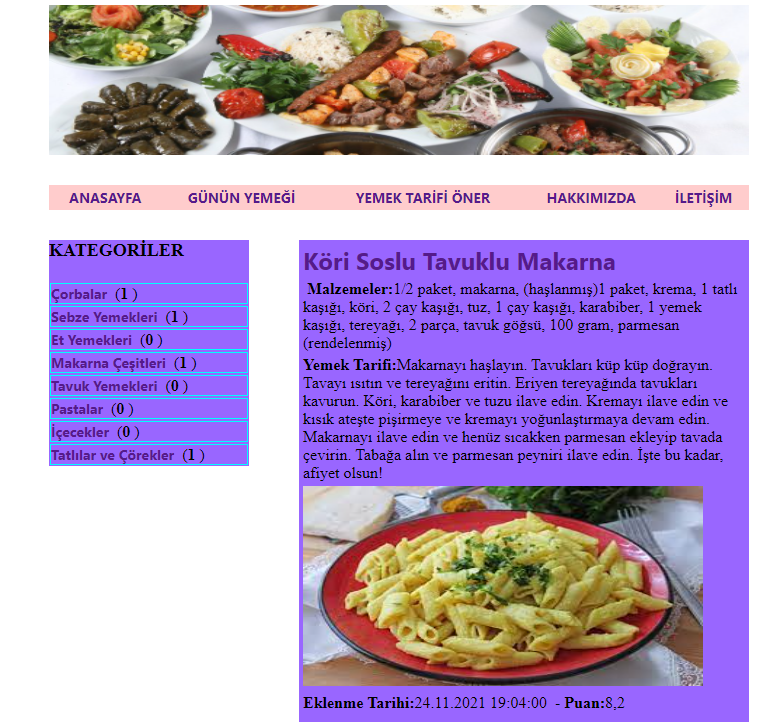 ANASAYFA GÜNÜN YEMEĞİ YEMEK TARİFİ ÖNER HAKKIMIZDA İLETİŞİM
KATEGORİLER
Çorbalar (1 )
Sebze Yemekleri (1 )
Et Yemekleri (0 )
Makarna Çeşitleri (1 )
Tavuk Yemekleri (0 )
Pastalar (0 )
İçecekler (0 )
Tatlılar ve Çörekler (1 )
Köri Soslu Tavuklu Makarna
Malzemeler:1/2 paket, makarna, (haşlanmış)1 paket, krema, 1 tatlı
kaşığı, köri, 2 çay kaşığı, tuz, 1 çay kaşığı, karabiber, 1 yemek
kaşığı, tereyağı, 2 parça, tavuk göğsü, 100 gram, parmesan
(rendelenmiş)
Yemek Tarifi:Makarnayı haşlayın. Tavukları küp küp doğrayın.
Tavayı ısıtın ve tereyağını eritin. Eriyen tereyağında tavukları
kavurun. Köri, karabiber ve tuzu ilave edin. Kremayı ilave edin ve
kısık ateşte pişirmeye ve kremayı yoğunlaştırmaya devam edin.
Makarnayı ilave edin ve henüz sıcakken parmesan ekleyip tavada
çevirin. Tabağa alın ve parmesan peyniri ilave edin. İşte bu kadar,
afiyet olsun!
Eklenme Tarihi:24.11.2021 19:04:00 - Puan:8,2